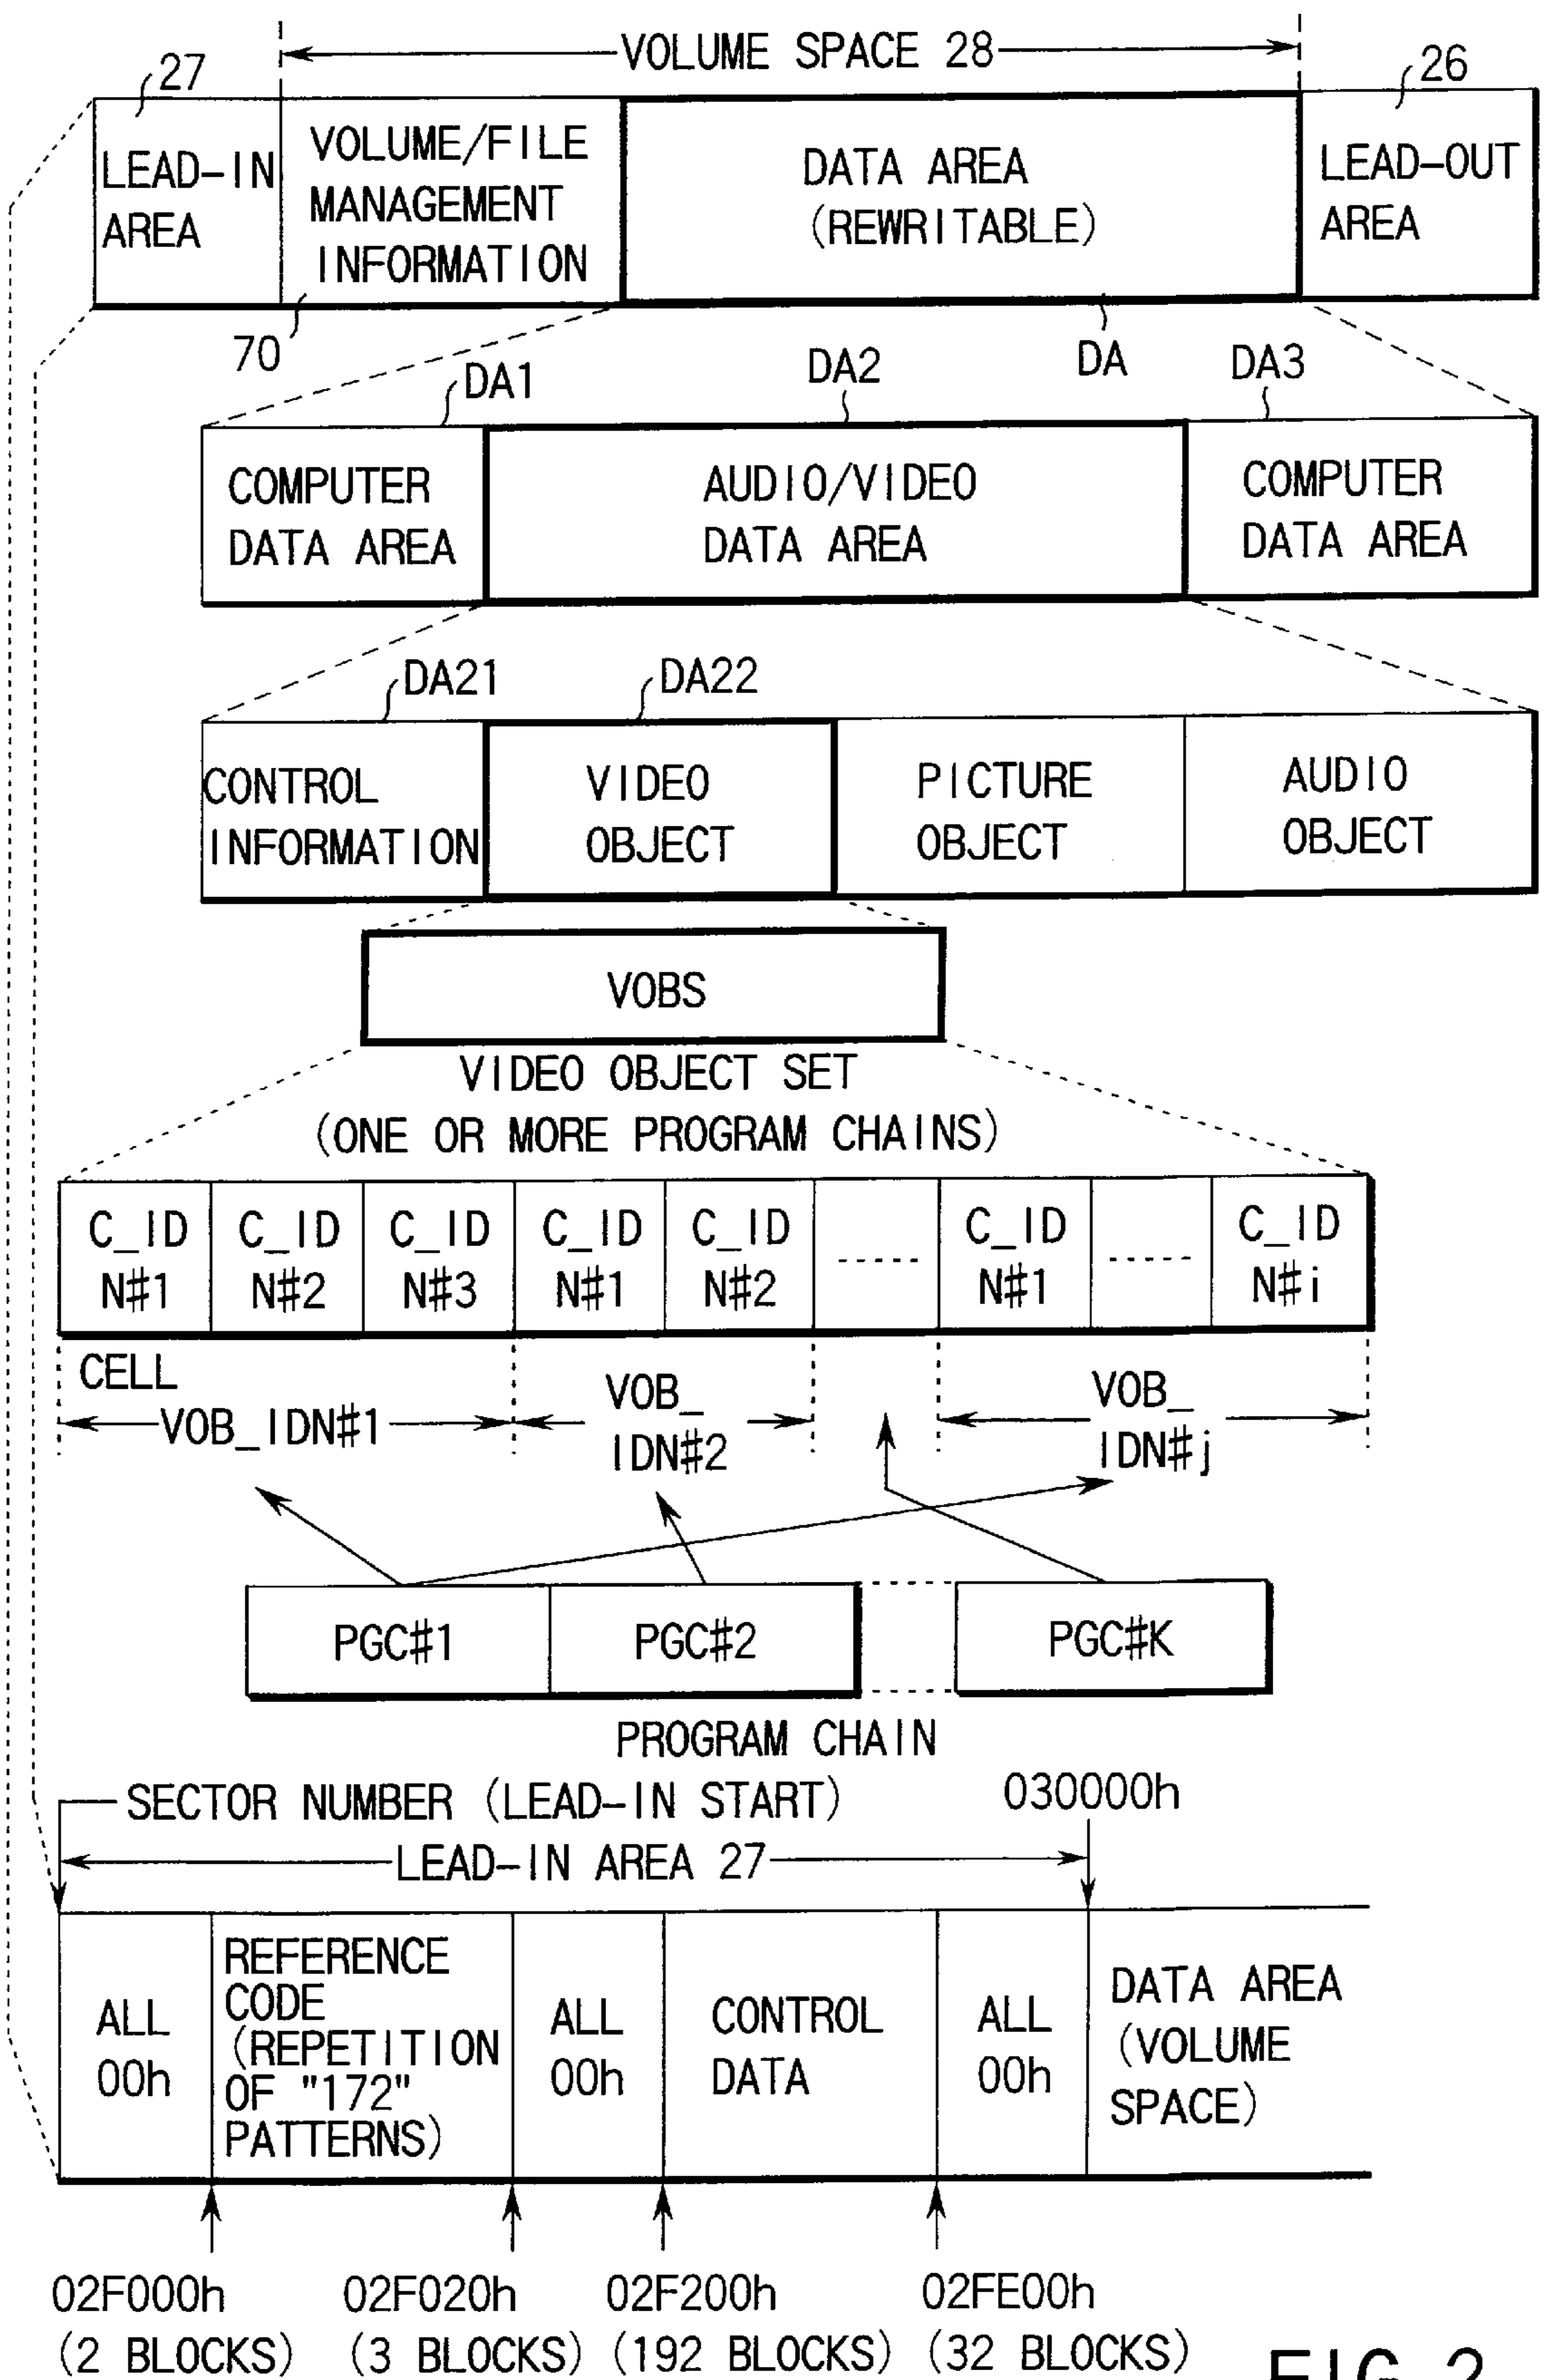 VOLUME SPACE 28
27
26
LEAD-IN
AREA
VOLUME/FILE
MANAGEMENT
INFORMATION
DATA AREA
(REWRITABLE)
LEAD-OUT
AREA
70
DA
DA1
DA2
DA3
COMPUTER
DATA AREA
AUDIO/VIDEO
DATA AREA
COMPUTER
DATA AREA
DA21
DA22
CONTROL
INFORMATION
VIDEO
OBJECT
PICTURE
OBJECT
AUDIO
OBJECT
VOBS
VIDEO OBJECT SET
(ONE OR MORE PROGRAM CHAINS)
C_ID
N#1
C_ID
N#2
C_ID
N#3
C_ID
N#1
C_ID
N#2
C_ID
N#1
C_ID
N#i
CELL
VOB_IDN#1
VOB_
IDN#2
VOB_
IDN#j
PGC#1
PGC#2
PGC#K
PROGRAM CHAIN
SECTOR NUMBER (LEAD-IN START)
030000h
LEAD-IN AREA 27
ALL
00h
REFERENCE
CODE
(REPETITION
OF "172"
PATTERNS)
ALL
00h
CONTROL
DATA
ALL
00h
DATA AREA
(VOLUME
SPACE)
02F000h
(2 BLOCKS)
02F020h
(3 BLOCKS)
02F200h
(192 BLOCKS)
02FE00h
(32 BLOCKS)
FIG. 2